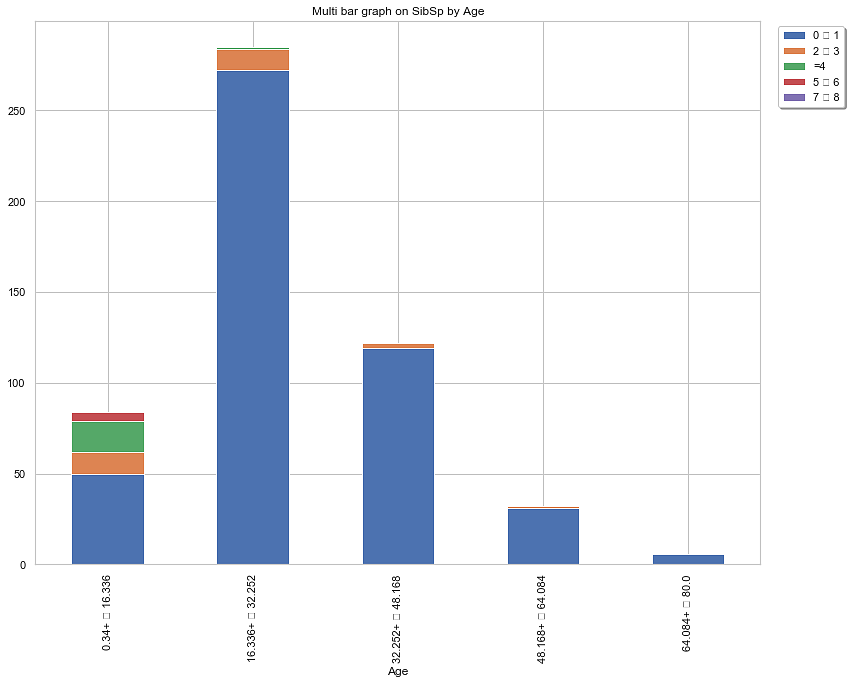 Multi bar graph on SibSp by Age
0 □ 1
2 □ 3
=4
5 □ 6
7 □ 8
250
200
150
100
50
0
0.34+ □ 16.336
16.336+ □ 32.252
32.252+ □ 48.168
48.168+ □ 64.084
64.084+ □ 80.0
Age